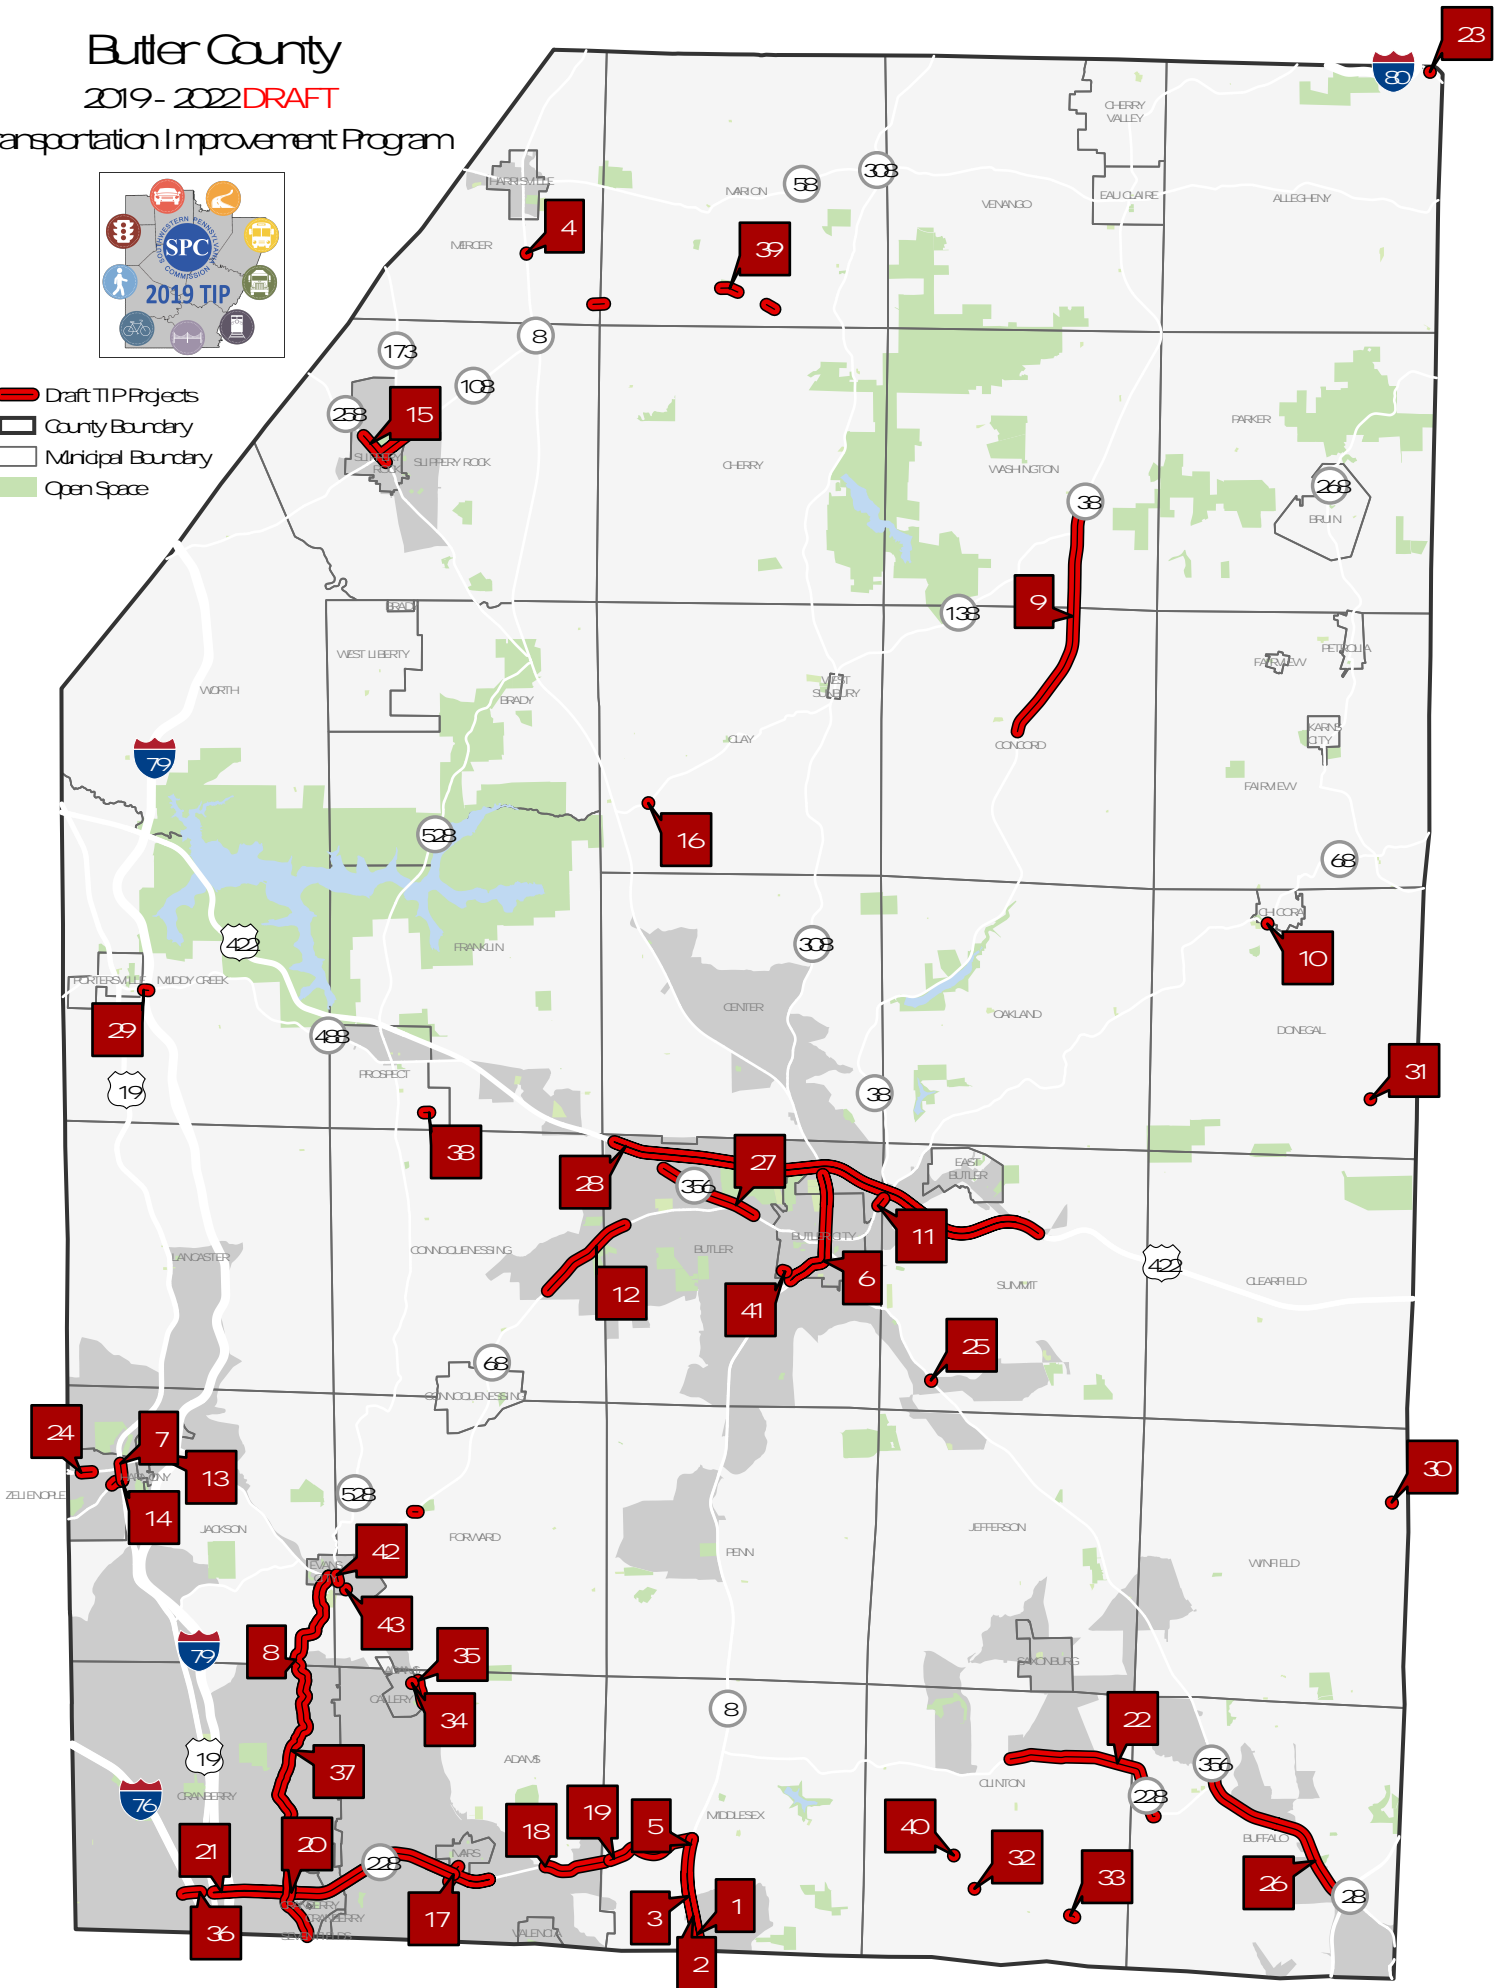 Butler County
2019 - 2022 DRAFT
ransportation Improvement Program
SOUTHWESTERN PENNSYLVANIA
SPC
COMMISSION
2019 TIP
Draft TIP Projects
County Boundary
Municipal Boundary
Open Space
23
80
CHERRY
VALLEY
HARRISVILLE
MARION
58
308
VENANGO
EAU CLAIRE
ALLEGHENY
4
MERCER
39
8
173
108
258
15
SLIPPERY
ROCK
SLIPPERY ROCK
CHERRY
WASHINGTON
PARKER
38
268
BRUIN
9
138
BRADY
WEST LIBERTY
WORTH
BRADY
WEST
SUNBURY
FAIRVIEW
PETROLIA
KARNS
CITY
CLAY
CONCORD
FAIRVIEW
79
528
16
68
CHICORA
10
422
FRANKLIN
308
PORTERSVILLE
MUDDY CREEK
CENTER
OAKLAND
DONEGAL
29
488
PROSPECT
19
38
31
38
28
27
356
EAST
BUTLER
11
LANCASTER
CONNOQUENESSING
BUTLER
BUTLER CITY
6
12
41
SUMMIT
422
CLEARFIELD
25
68
CONNOQUENESSING
24
7
13
HARMONY
ZELIENOPLE
14
JACKSON
528
FORWARD
PENN
JEFFERSON
30
WINFIELD
42
EVANS
43
8
79
35
34
CALLERY
SAXONBURG
8
22
19
37
ADAMS
CLINTON
356
76
CRANBERRY
228
MIDDLESEX
BUFFALO
21
20
228
MARS
18
19
5
40
32
33
26
28
36
CRANBERRY
SEVEN FIELDS
17
VALENCIA
3
1
2